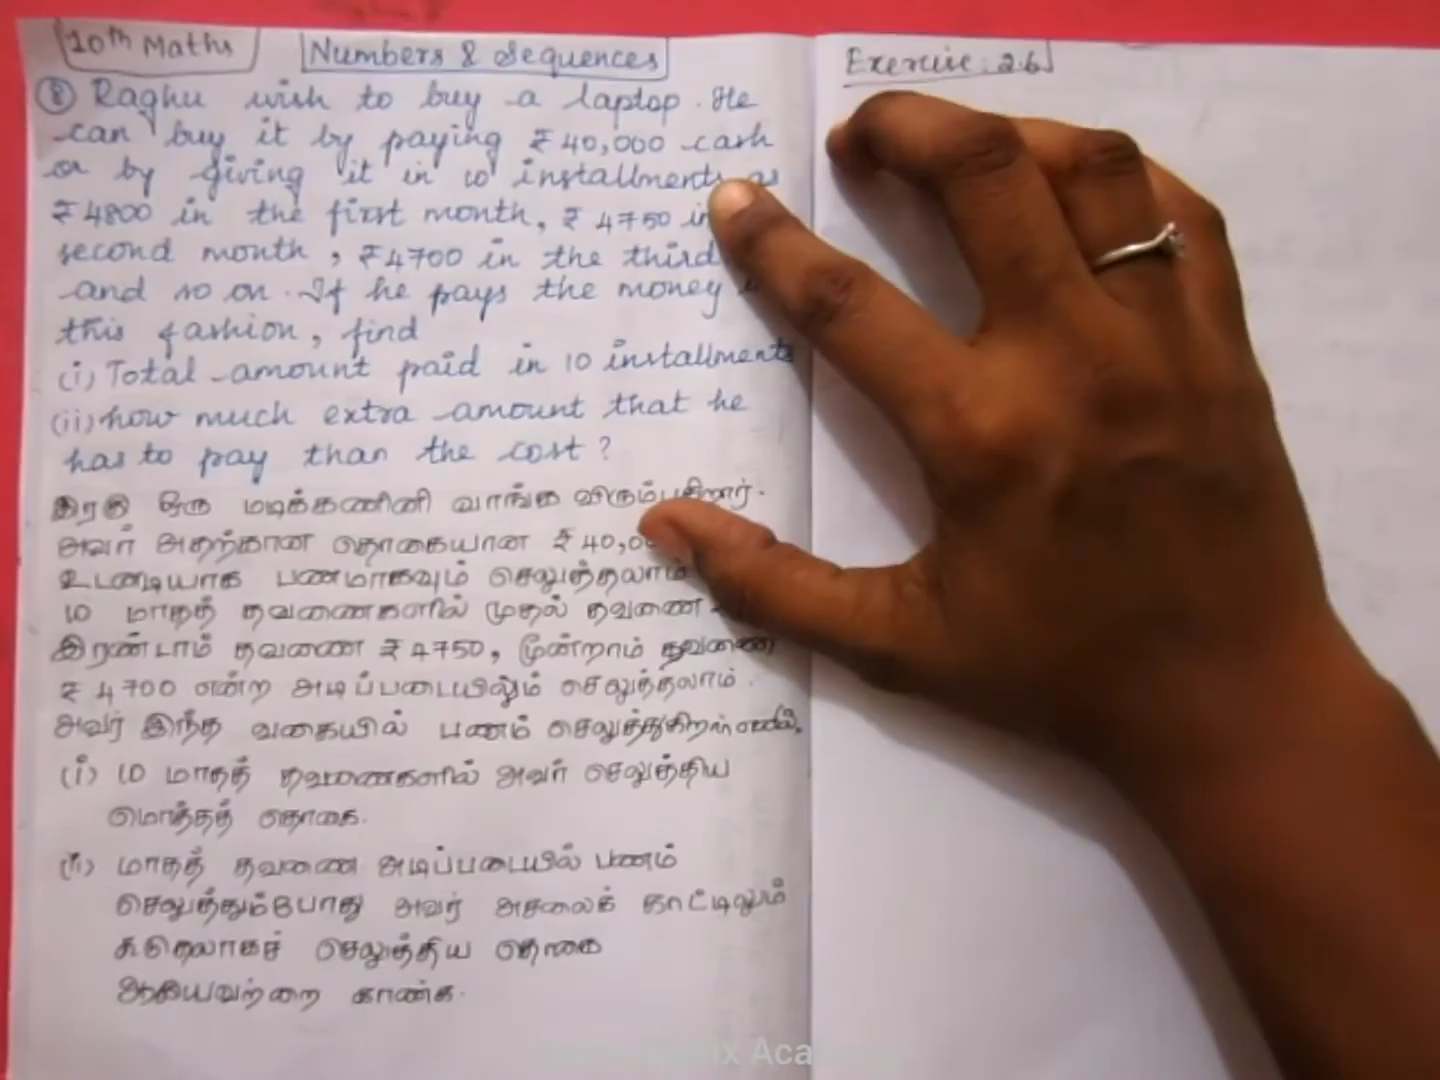 10th Maths
Numbers & Sequences
Exercise: 2.6
⑧ Raghu wish to buy a laptop. He
can buy it by paying ₹40,000 cash
or by giving it in 10 installments as
₹4800 in the first month, ₹4750 in
second month, ₹4700 in the third
and so on. If he pays the money
this fashion, find
(i) Total amount paid in 10 installments
(ii) how much extra amount that he
has to pay than the cost?
இரகு ஒரு மடிக்கணினி வாங்க விரும்புகிறார்.
அவர் அதற்கான தொகையான ₹40,0
உடனடியாக பணமாகவும் செலுத்தலாம்
10 மாதத் தவணைகளில் முதல் தவணை
இரண்டாம் தவணை ₹4750, மூன்றாம் தவணை
₹4700 என்ற அடிப்படையிலும் செலுத்தலாம்.
அவர் இந்த வகையில் பணம் செலுத்துகிறார் எனில்,
(i) 10 மாதத் தவணைகளில் அவர் செலுத்திய
மொத்தத் தொகை.
(ii) மாதத் தவணை அடிப்படையில் பணம்
செலுத்தும்போது அவர் அசலைக் காட்டிலும்
செலுத்திய தொகை
ஆகியவற்றை காண்க.